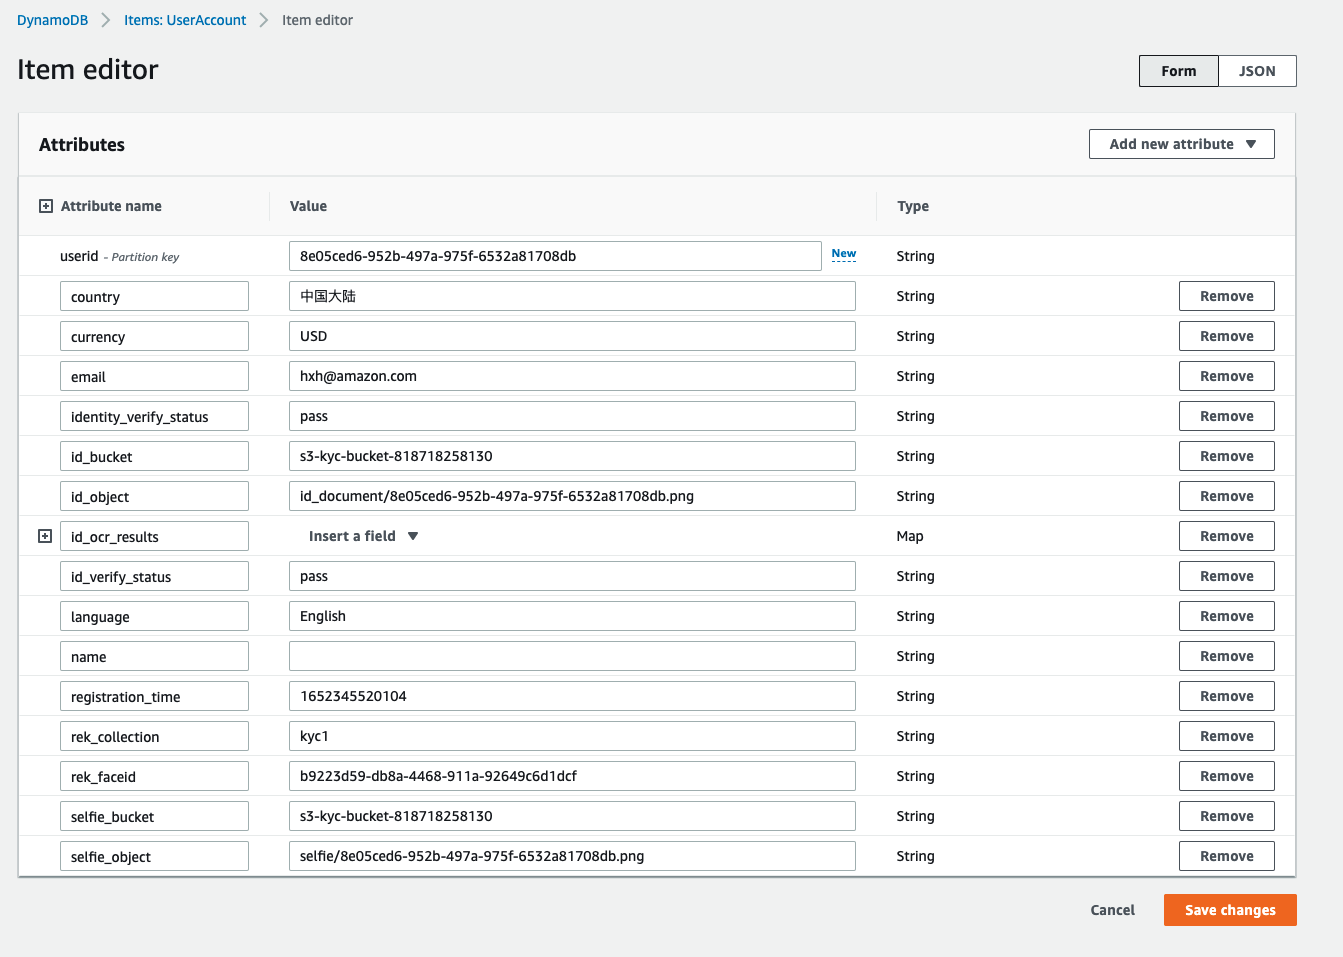 DynamoDB > Items: UserAccount > Item editor
Item editor
Form JSON
Attributes
Add new attribute ▼
Attribute name Value Type
userid - Partition key 8e05ced6-952b-497a-975f-6532a81708db New String
country 中国大陆 String Remove
currency USD String Remove
email hxh@amazon.com String Remove
identity_verify_status pass String Remove
id_bucket s3-kyc-bucket-818718258130 String Remove
id_object id_document/8e05ced6-952b-497a-975f-6532a81708db.png String Remove
id_ocr_results Insert a field ▼ Map Remove
id_verify_status pass String Remove
language English String Remove
name String Remove
registration_time 1652345520104 String Remove
rek_collection kyc1 String Remove
rek_faceid b9223d59-db8a-4468-911a-92649c6d1dcf String Remove
selfie_bucket s3-kyc-bucket-818718258130 String Remove
selfie_object selfie/8e05ced6-952b-497a-975f-6532a81708db.png String Remove
Cancel Save changes